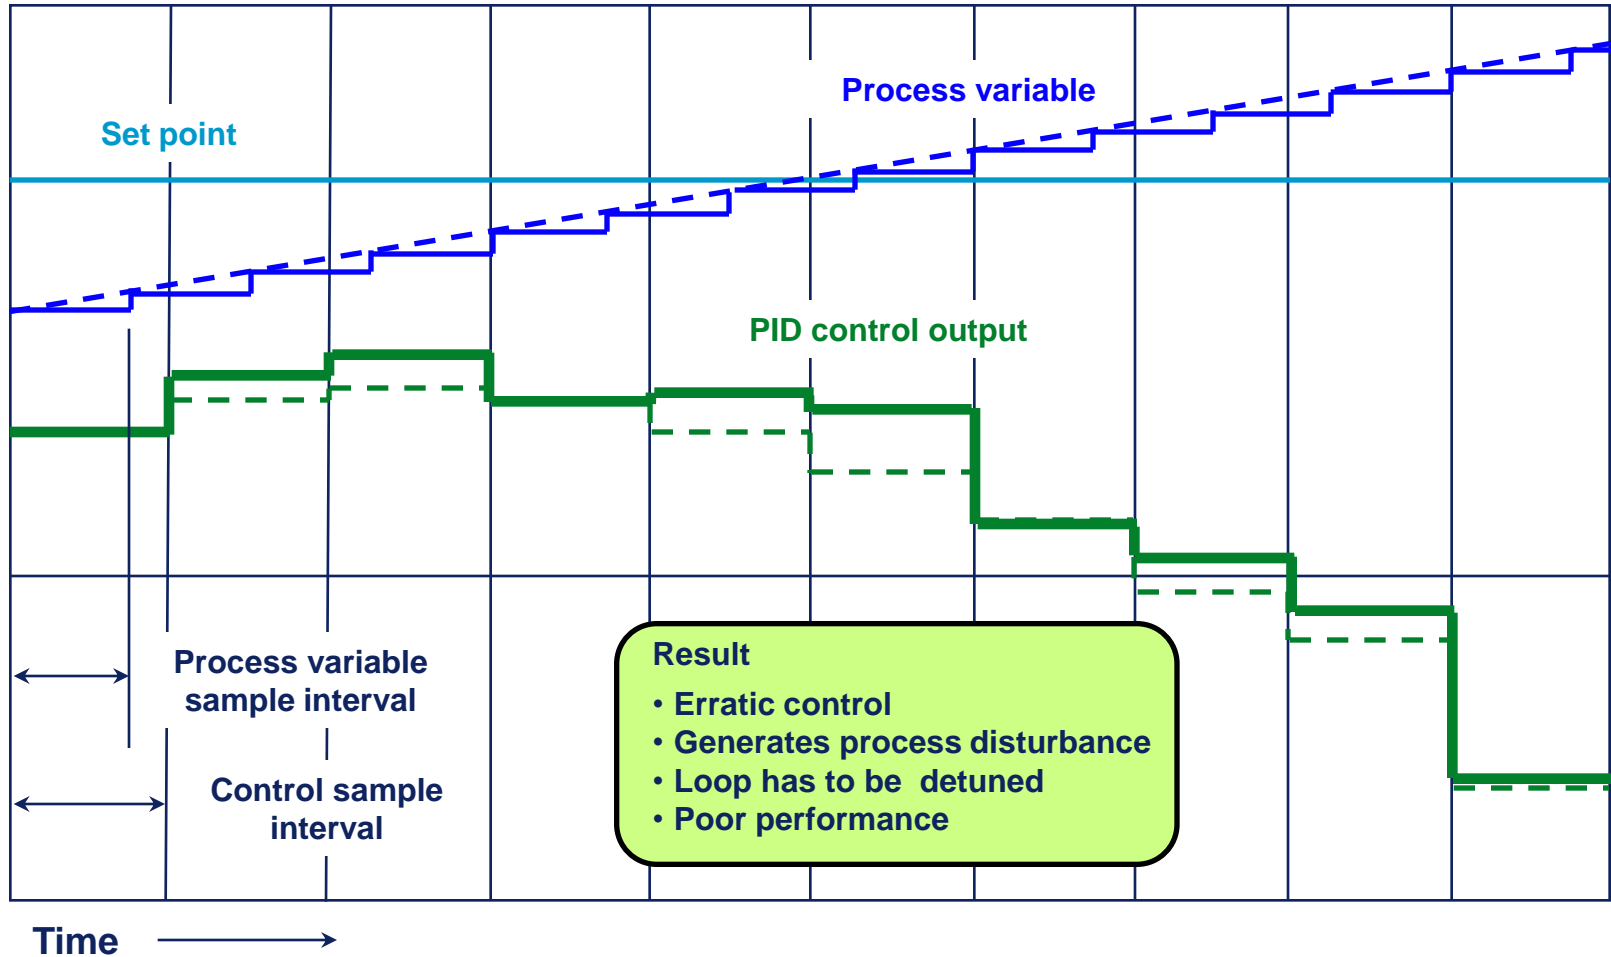 Process variable
Set point
PID control output
Process variable
sample interval
Control sample
interval
Result
• Erratic control
• Generates process disturbance
• Loop has to be  detuned
• Poor performance
Time